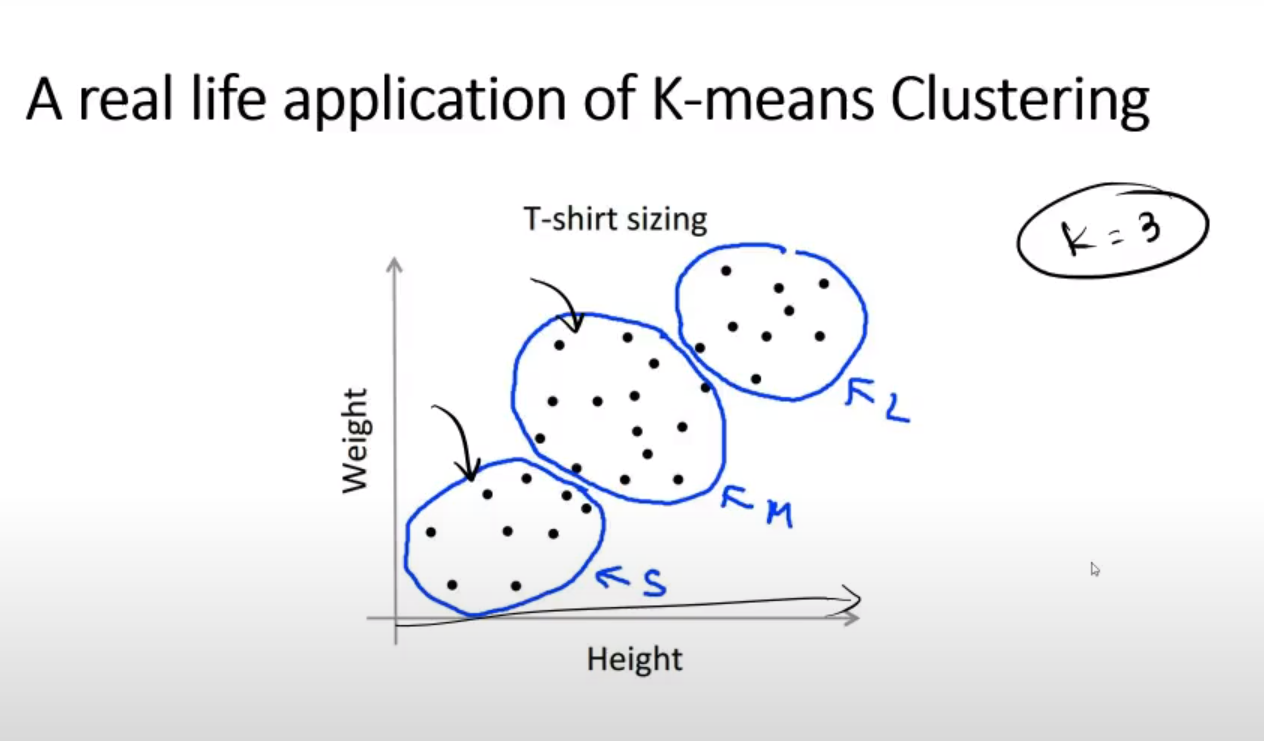 A real life application of K-means Clustering
T-shirt sizing
K = 3
Weight
L
M
S
Height